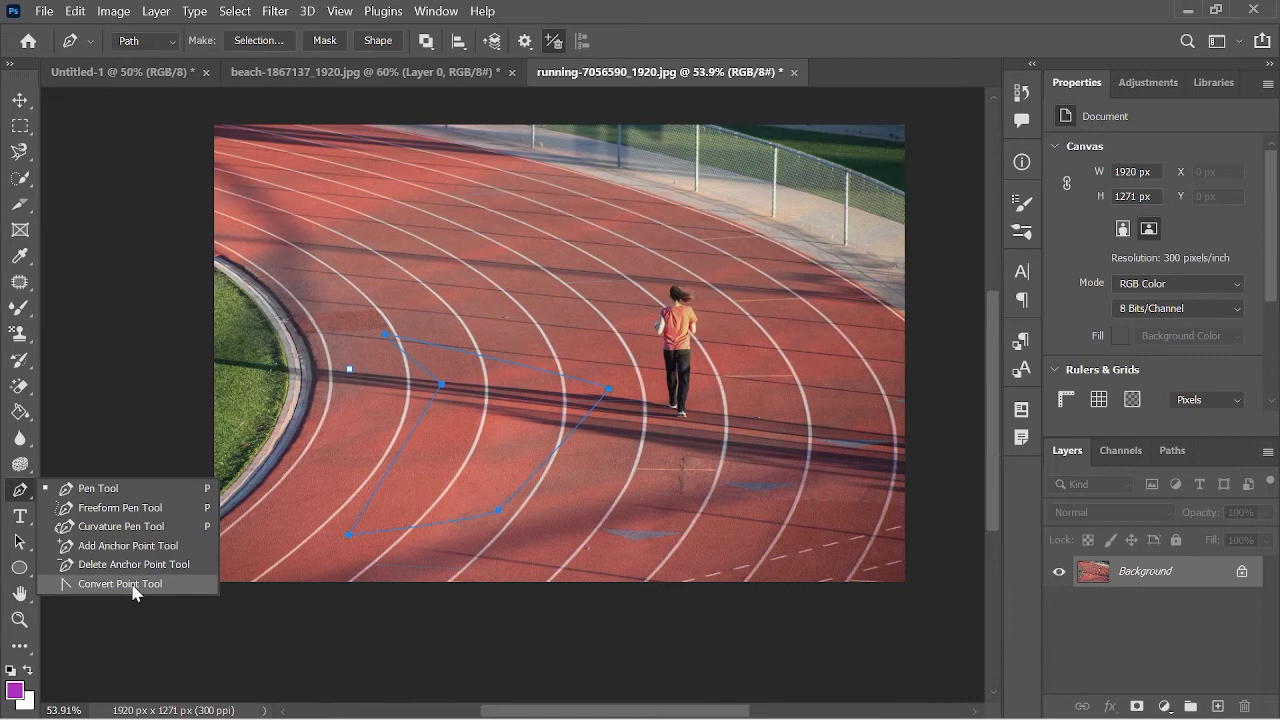 Ps File Edit Image Layer Type Select Filter 3D View Plugins Window Help
Path Make: Selection... Mask Shape
Untitled-1 @ 50% (RGB/8) * × beach-1867137_1920.jpg @ 60% (Layer 0, RGB/8#) * × running-7056590_1920.jpg @ 53.9% (RGB/8#) * ×
Properties Adjustments Libraries
Document
Canvas
W 1920 px X 0 px
H 1271 px Y 0 px
Resolution: 300 pixels/inch
Mode RGB Color
8 Bits/Channel
Fill Background Color
Rulers & Grids
Pixels
Layers Channels Paths
Kind
Normal Opacity: 100%
Lock: Fill: 100%
Background
Pen Tool P
Freeform Pen Tool P
Curvature Pen Tool P
Add Anchor Point Tool
Delete Anchor Point Tool
Convert Point Tool
53.91% 1920 px x 1271 px (300 ppi)